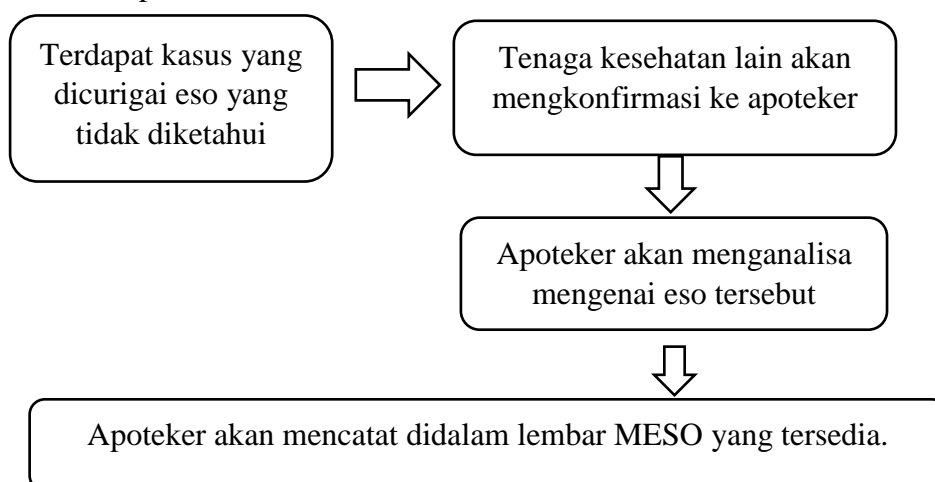 Terdapat kasus yang
dicurigai eso yang
tidak diketahui
Tenaga kesehatan lain akan
mengkonfirmasi ke apoteker
Apoteker akan menganalisa
mengenai eso tersebut
Apoteker akan mencatat didalam lembar MESO yang tersedia.